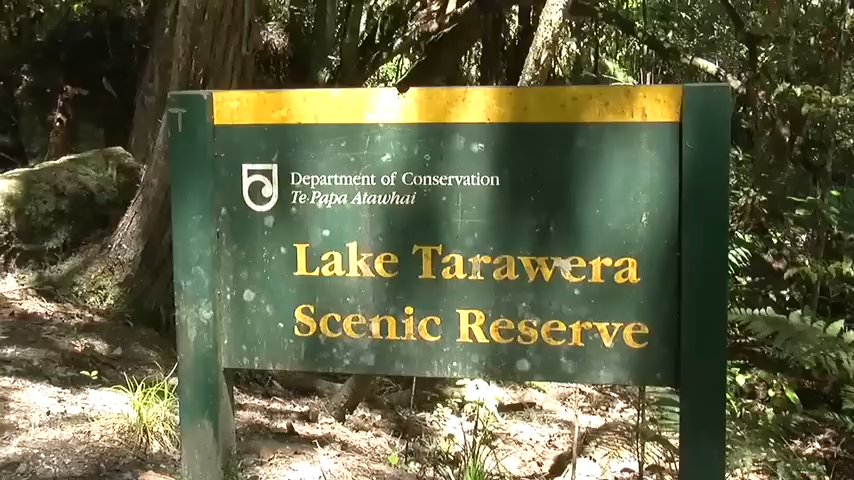 Department of Conservation
Te Papa Atawhai
Lake Tarawera
Scenic Reserve